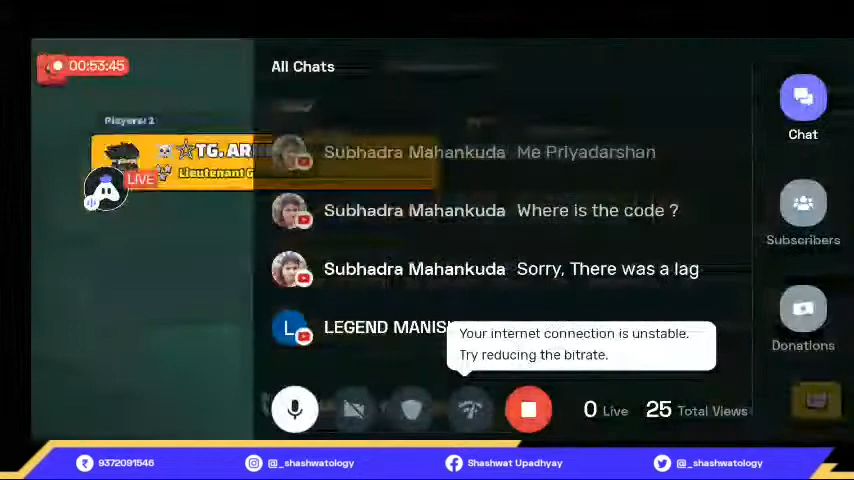 00:53:45
All Chats
Players: 2
☆TG. AR
Lieutenant G
LIVE
Subhadra Mahankuda Me Priyadarshan
Subhadra Mahankuda Where is the code ?
Subhadra Mahankuda Sorry, There was a lag
L LEGEND MANIS
Your internet connection is unstable.
Try reducing the bitrate.
Chat
Subscribers
Donations
0 Live 25 Total Views
₹ 9372091546 @_shashwatology Shashwat Upadhyay @_shashwatology